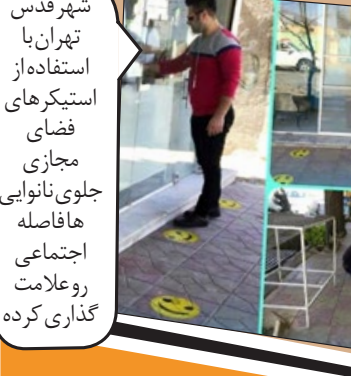 شهرقدس
تهران با
استفاده از
استیکرهای
فضای
مجازی
جلوی نانوایی
هافاصله
اجتماعی
روعلامت
گذاری کرده